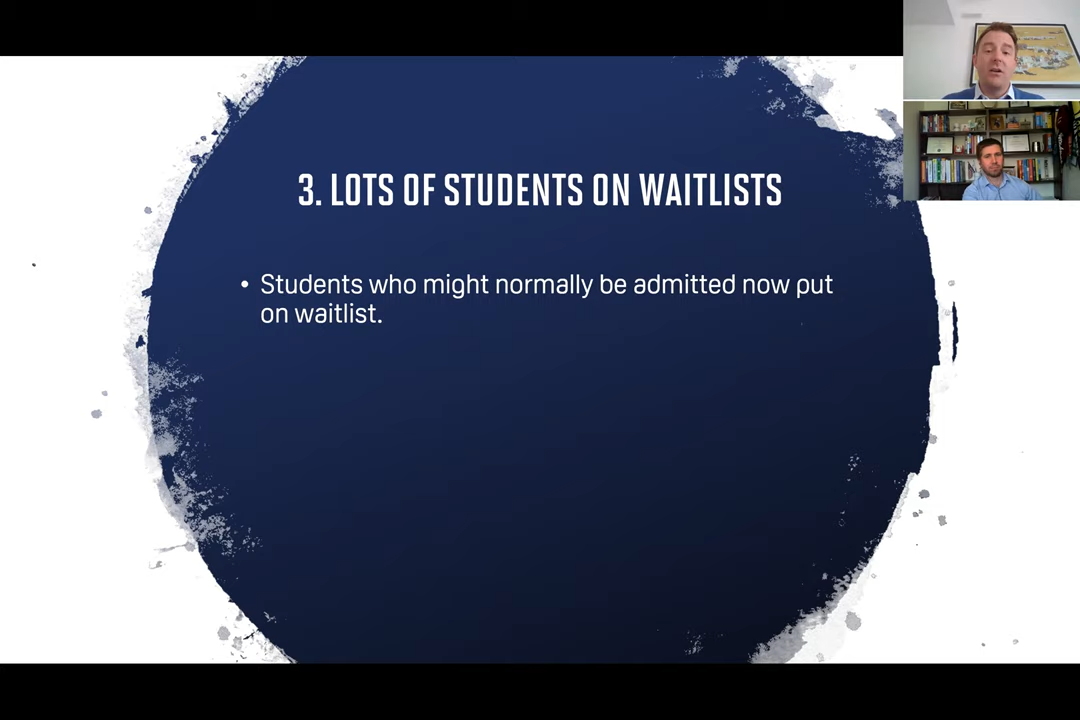 3. LOTS OF STUDENTS ON WAITLISTS
• Students who might normally be admitted now put
on waitlist.